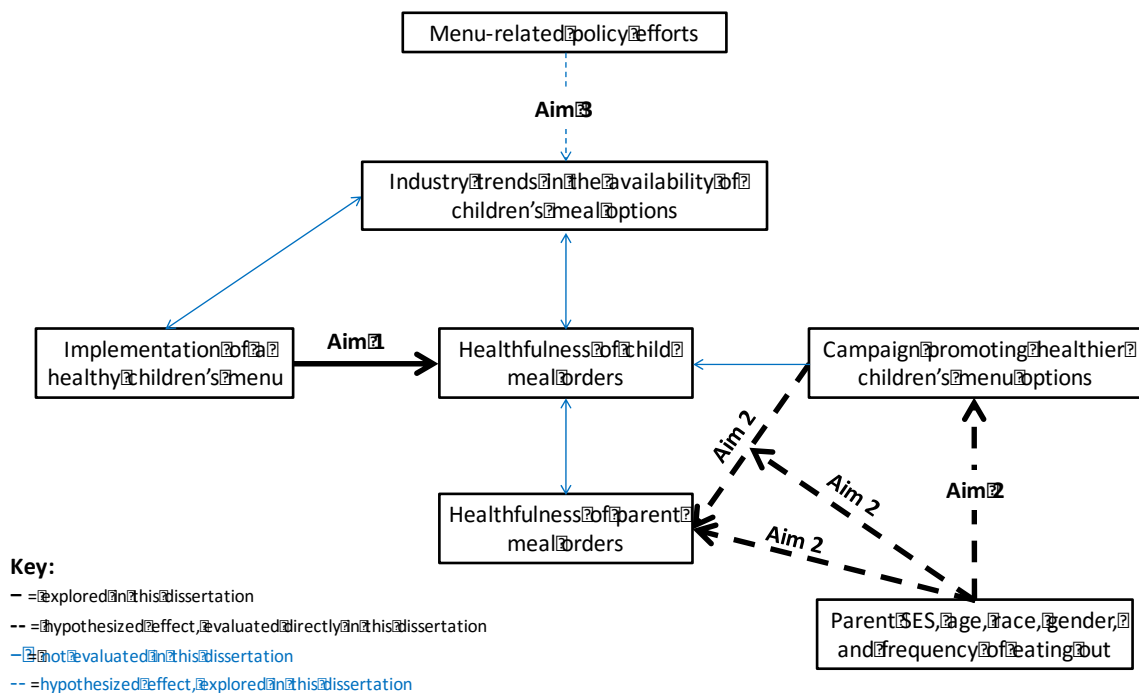 Menu-related policy efforts
Aim 3
Industry trends in the availability of
children's meal options
Implementation of a
healthy children's menu
Aim 1
Healthfulness of child
meal orders
Campaign promoting healthier
children's menu options
Aim 2
Aim 2
Aim 2
Aim 2
Healthfulness of parent
meal orders
Parent SES, age, race, gender,
and frequency of eating out
Key:
– = explored in this dissertation
-- = hypothesized effect, evaluated directly in this dissertation
– = not evaluated in this dissertation
-- = hypothesized effect, explored in this dissertation